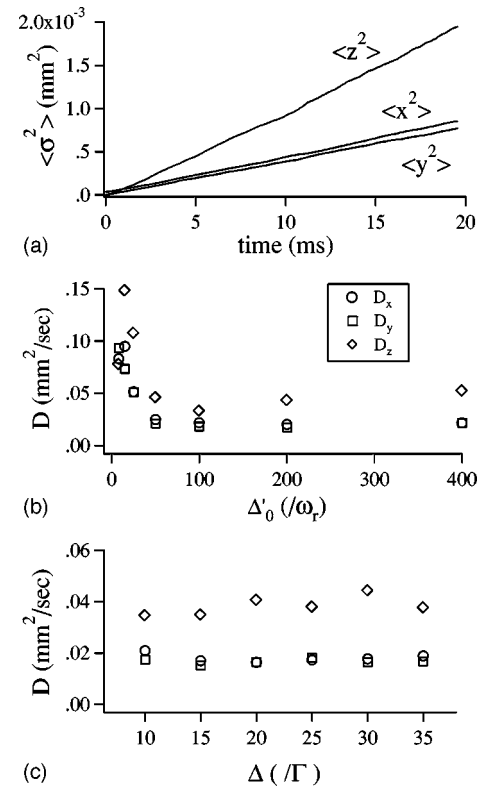 2.0x10⁻³
1.5
1.0
.5
0
<σ²> (mm²)
<z²>
<x²>
<y²>
0 5 10 15 20
time (ms)
(a)
.15
.10
.05
.00
D (mm²/sec)
Dₓ
Dᵧ
D_z
0 100 200 300 400
Δ'₀ (/ωᵣ)
(b)
.06
.04
.02
.00
D (mm²/sec)
10 15 20 25 30 35
Δ (/Γ)
(c)